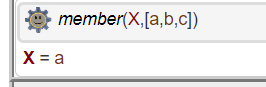 member(X,[a,b,c])
X = a